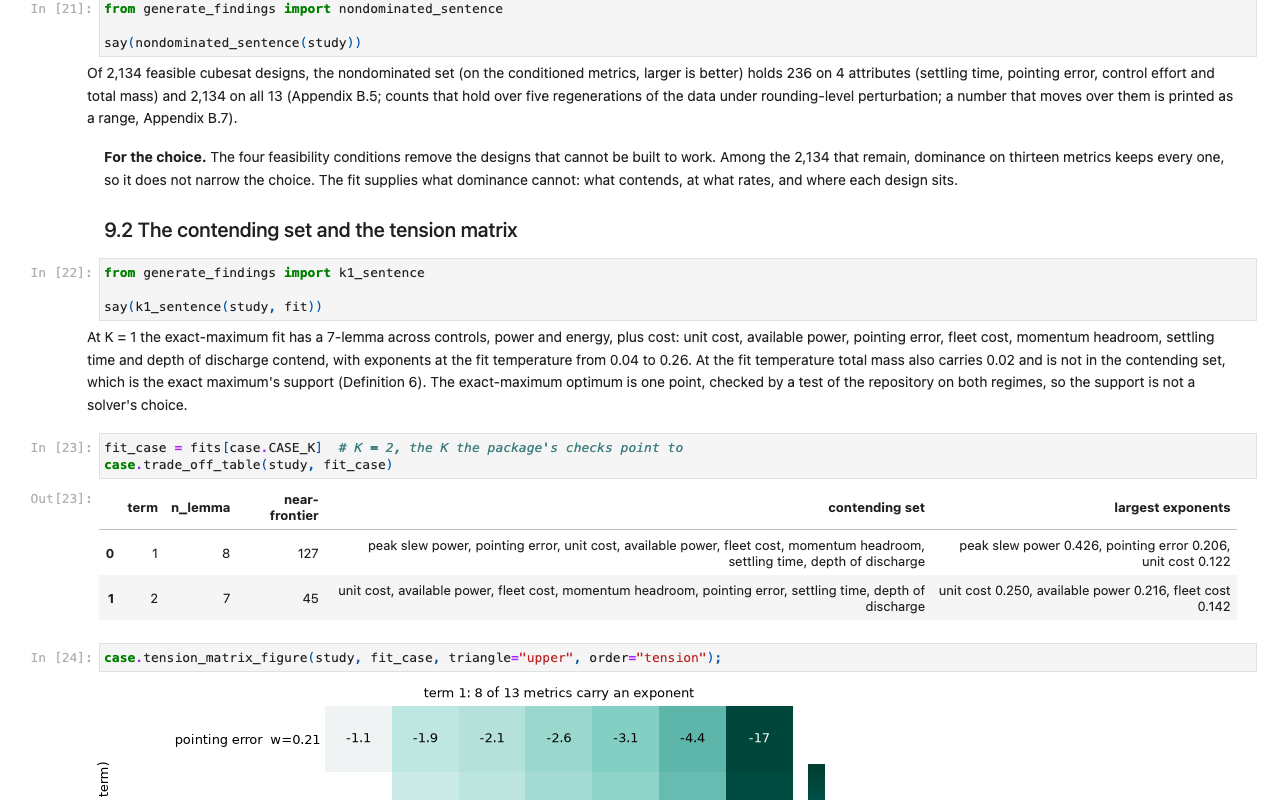 In [21]: from generate_findings import nondominated_sentence
say(nondominated_sentence(study))
Of 2,134 feasible cubesat designs, the nondominated set (on the conditioned metrics, larger is better) holds 236 on 4 attributes (settling time, pointing error, control effort and
total mass) and 2,134 on all 13 (Appendix B.5; counts that hold over five regenerations of the data under rounding-level perturbation; a number that moves over them is printed as
a range, Appendix B.7).
For the choice. The four feasibility conditions remove the designs that cannot be built to work. Among the 2,134 that remain, dominance on thirteen metrics keeps every one,
so it does not narrow the choice. The fit supplies what dominance cannot: what contends, at what rates, and where each design sits.
9.2 The contending set and the tension matrix
In [22]: from generate_findings import k1_sentence
say(k1_sentence(study, fit))
At K = 1 the exact-maximum fit has a 7-lemma across controls, power and energy, plus cost: unit cost, available power, pointing error, fleet cost, momentum headroom, settling
time and depth of discharge contend, with exponents at the fit temperature from 0.04 to 0.26. At the fit temperature total mass also carries 0.02 and is not in the contending set,
which is the exact maximum's support (Definition 6). The exact-maximum optimum is one point, checked by a test of the repository on both regimes, so the support is not a
solver's choice.
In [23]: fit_case = fits[case.CASE_K]  # K = 2, the K the package's checks point to
case.trade_off_table(study, fit_case)
Out[23]:
term n_lemma near-frontier contending set largest exponents
0 1 8 127 peak slew power, pointing error, unit cost, available power, fleet cost, momentum headroom, settling time, depth of discharge peak slew power 0.426, pointing error 0.206, unit cost 0.122
1 2 7 45 unit cost, available power, fleet cost, momentum headroom, pointing error, settling time, depth of discharge unit cost 0.250, available power 0.216, fleet cost 0.142
In [24]: case.tension_matrix_figure(study, fit_case, triangle="upper", order="tension");
term 1: 8 of 13 metrics carry an exponent
pointing error w=0.21 -1.1 -1.9 -2.1 -2.6 -3.1 -4.4 -17
term)